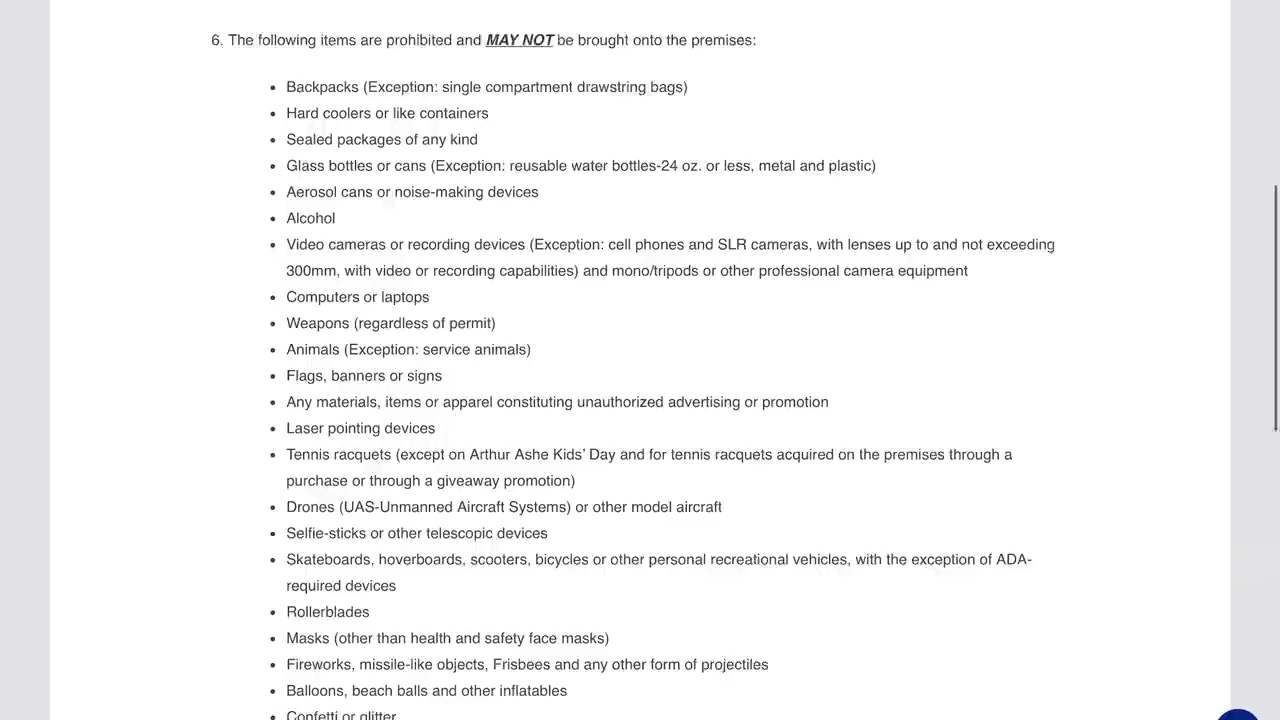 6. The following items are prohibited and MAY NOT be brought onto the premises:
• Backpacks (Exception: single compartment drawstring bags)
• Hard coolers or like containers
• Sealed packages of any kind
• Glass bottles or cans (Exception: reusable water bottles-24 oz. or less, metal and plastic)
• Aerosol cans or noise-making devices
• Alcohol
• Video cameras or recording devices (Exception: cell phones and SLR cameras, with lenses up to and not exceeding
300mm, with video or recording capabilities) and mono/tripods or other professional camera equipment
• Computers or laptops
• Weapons (regardless of permit)
• Animals (Exception: service animals)
• Flags, banners or signs
• Any materials, items or apparel constituting unauthorized advertising or promotion
• Laser pointing devices
• Tennis racquets (except on Arthur Ashe Kids’ Day and for tennis racquets acquired on the premises through a
purchase or through a giveaway promotion)
• Drones (UAS-Unmanned Aircraft Systems) or other model aircraft
• Selfie-sticks or other telescopic devices
• Skateboards, hoverboards, scooters, bicycles or other personal recreational vehicles, with the exception of ADA-
required devices
• Rollerblades
• Masks (other than health and safety face masks)
• Fireworks, missile-like objects, Frisbees and any other form of projectiles
• Balloons, beach balls and other inflatables
• Confetti or glitter